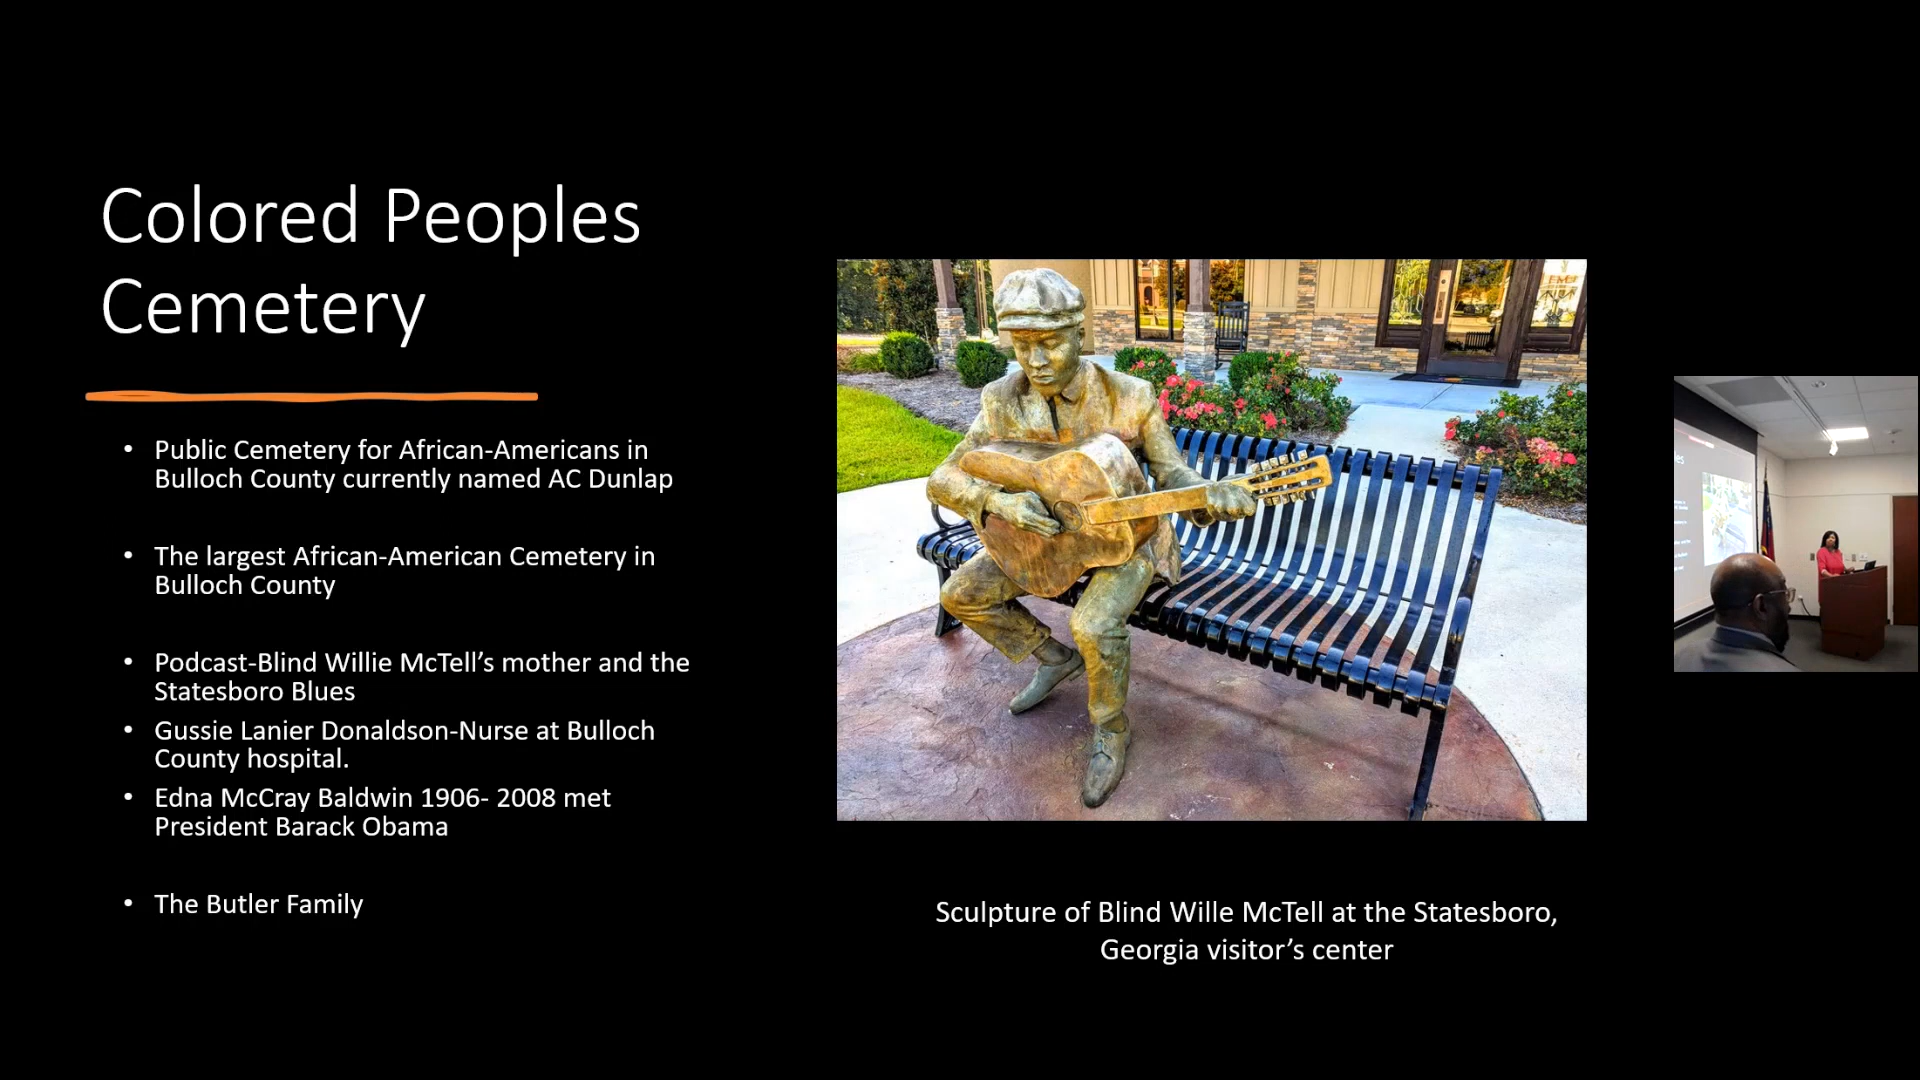 Colored Peoples
Cemetery
• Public Cemetery for African-Americans in
Bulloch County currently named AC Dunlap
• The largest African-American Cemetery in
Bulloch County
• Podcast-Blind Willie McTell’s mother and the
Statesboro Blues
• Gussie Lanier Donaldson-Nurse at Bulloch
County hospital.
• Edna McCray Baldwin 1906- 2008 met
President Barack Obama
• The Butler Family
Sculpture of Blind Wille McTell at the Statesboro,
Georgia visitor’s center